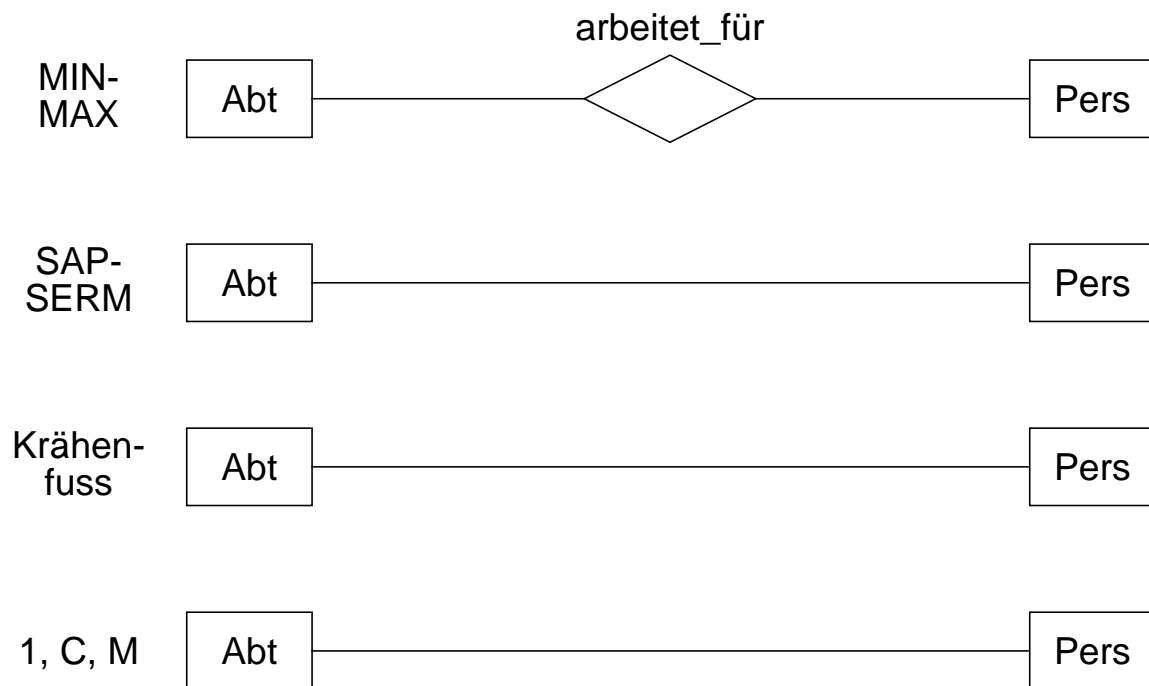 arbeitet_für
MIN-
MAX
Abt
Pers
SAP-
SERM
Abt
Pers
Krähen-
fuss
Abt
Pers
1, C, M
Abt
Pers